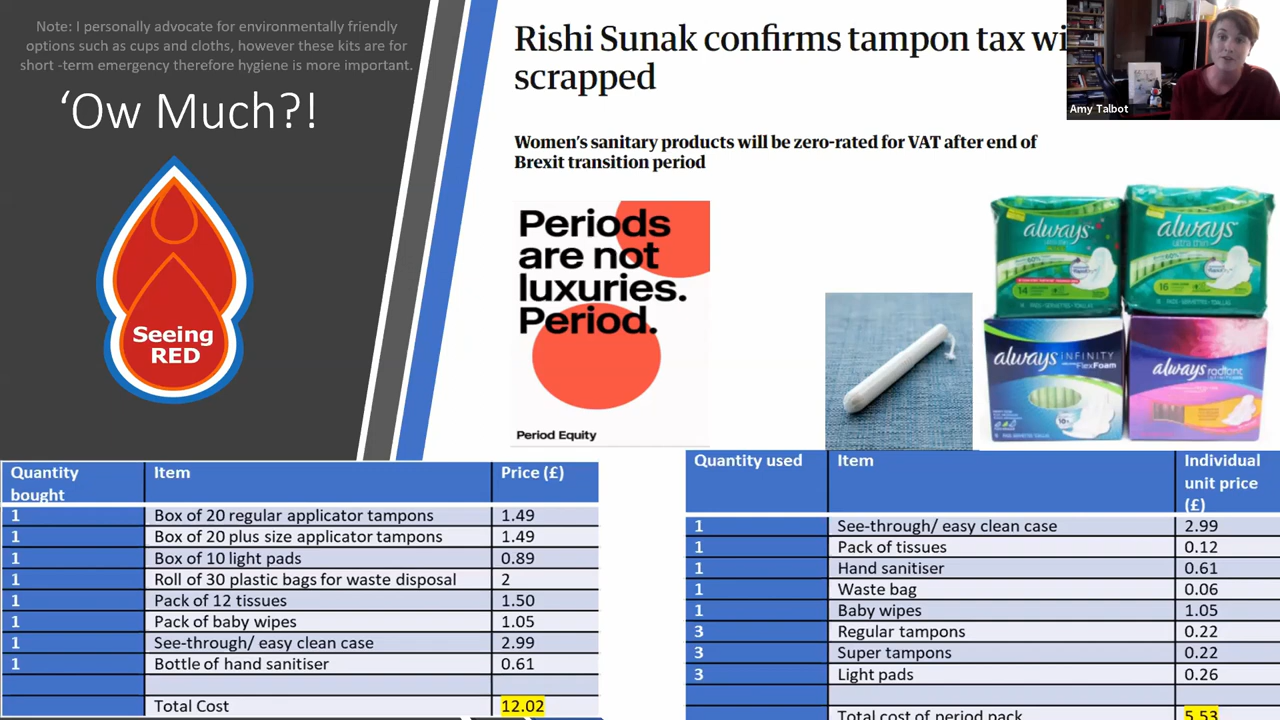 Note: I personally advocate for environmentally
options such as cups and cloths, however these kits are
short -term emergency therefore hygiene is more important.
‘Ow Much?!
Seeing
RED
Rishi Sunak confirms tampon tax
scrapped
Women’s sanitary products will be zero-rated for VAT after end of
Brexit transition period
Amy Talbot
Periods
are not
luxuries.
Period.
Period Equity
always
ultra thin
14
always
ultra thin
16
always INFINITY
FlexFoam
always radiant
Quantity bought Item Price (£)
1 Box of 20 regular applicator tampons 1.49
1 Box of 20 plus size applicator tampons 1.49
1 Box of 10 light pads 0.89
1 Roll of 30 plastic bags for waste disposal 2
1 Pack of 12 tissues 1.50
1 Pack of baby wipes 1.05
1 See-through/ easy clean case 2.99
1 Bottle of hand sanitiser 0.61
Total Cost 12.02
Quantity used Item Individual unit price (£)
1 See-through/ easy clean case 2.99
1 Pack of tissues 0.12
1 Hand sanitiser 0.61
1 Waste bag 0.06
1 Baby wipes 1.05
3 Regular tampons 0.22
3 Super tampons 0.22
3 Light pads 0.26
Total cost of period pack 5.53